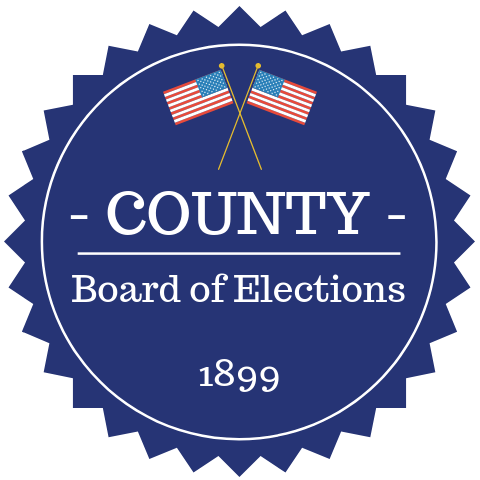 - COUNTY -
Board of Elections
1899